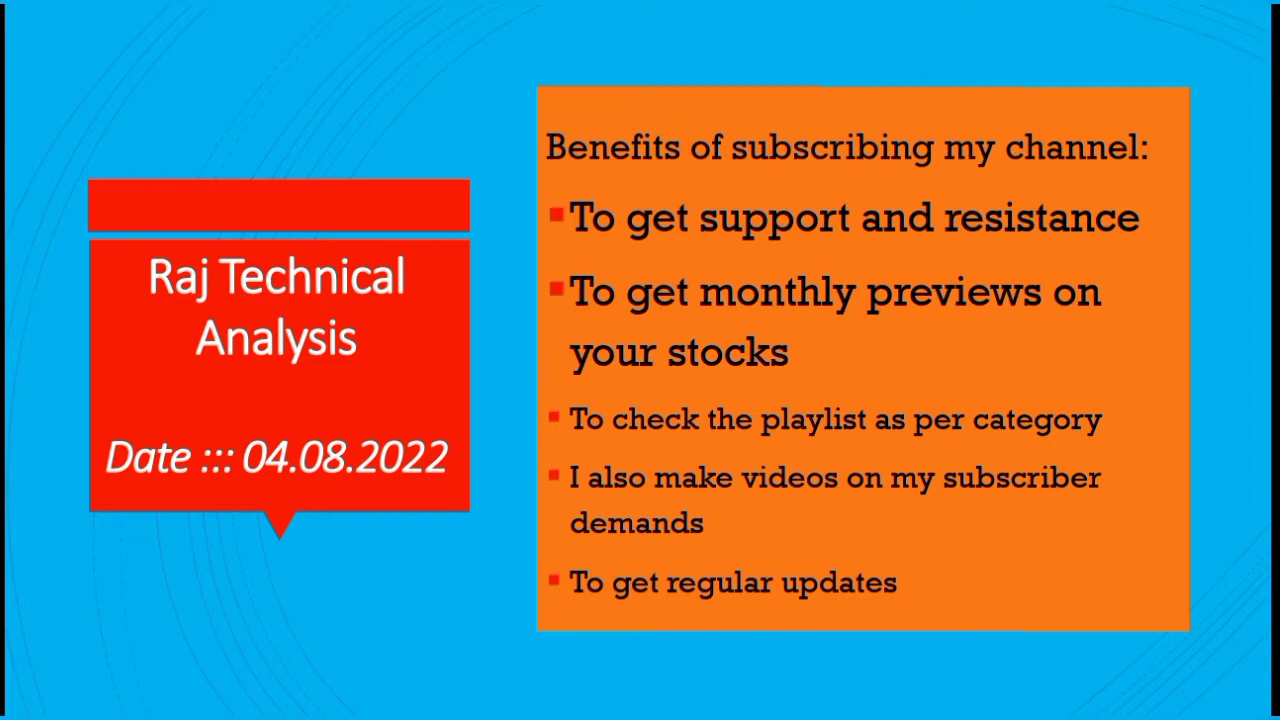 Raj Technical
Analysis
Date ::: 04.08.2022
Benefits of subscribing my channel:
▪To get support and resistance
▪To get monthly previews on
your stocks
▪ To check the playlist as per category
▪ I also make videos on my subscriber
demands
▪ To get regular updates